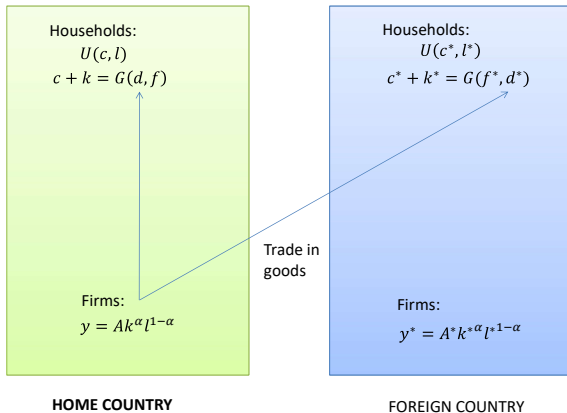 Households:
U(c, l)
c + k = G(d, f)
Firms:
y = Ak^α l^{1−α}
HOME COUNTRY
Trade in
goods
Households:
U(c*, l*)
c* + k* = G(f*, d*)
Firms:
y* = A* k*^α l*^{1−α}
FOREIGN COUNTRY